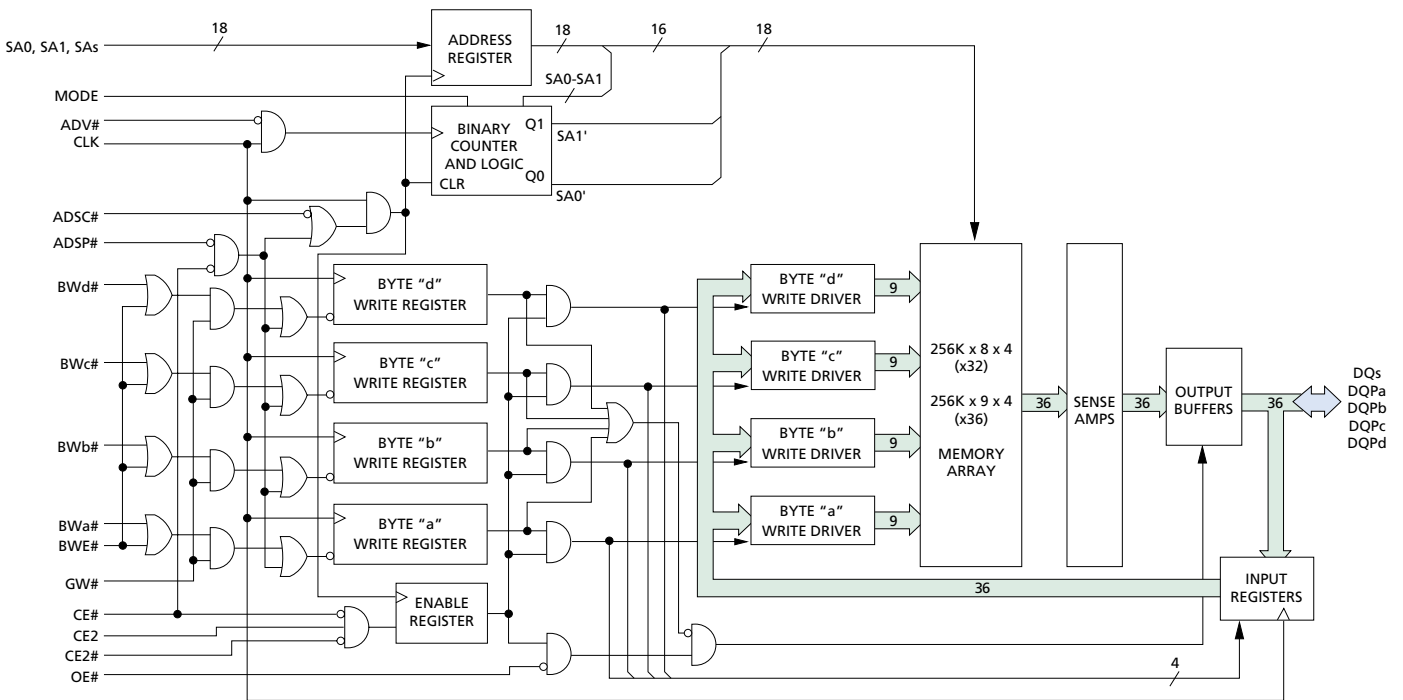 SA0, SA1, SAs
18
ADDRESS
REGISTER
18
16
18
SA0-SA1
MODE
ADV#
CLK
BINARY
COUNTER
AND LOGIC
CLR
Q1
Q0
SA1'
SA0'
ADSC#
ADSP#
BWd#
BYTE “d”
WRITE REGISTER
BYTE “d”
WRITE DRIVER
9
BWc#
BYTE “c”
WRITE REGISTER
BYTE “c”
WRITE DRIVER
9
BWb#
BYTE “b”
WRITE REGISTER
BYTE “b”
WRITE DRIVER
9
BWa#
BWE#
BYTE “a”
WRITE REGISTER
BYTE “a”
WRITE DRIVER
9
256K x 8 x 4
(x32)
256K x 9 x 4
(x36)
MEMORY
ARRAY
36
SENSE
AMPS
36
OUTPUT
BUFFERS
36
DQs
DQPa
DQPb
DQPc
DQPd
GW#
CE#
CE2
CE2#
OE#
ENABLE
REGISTER
36
INPUT
REGISTERS
4